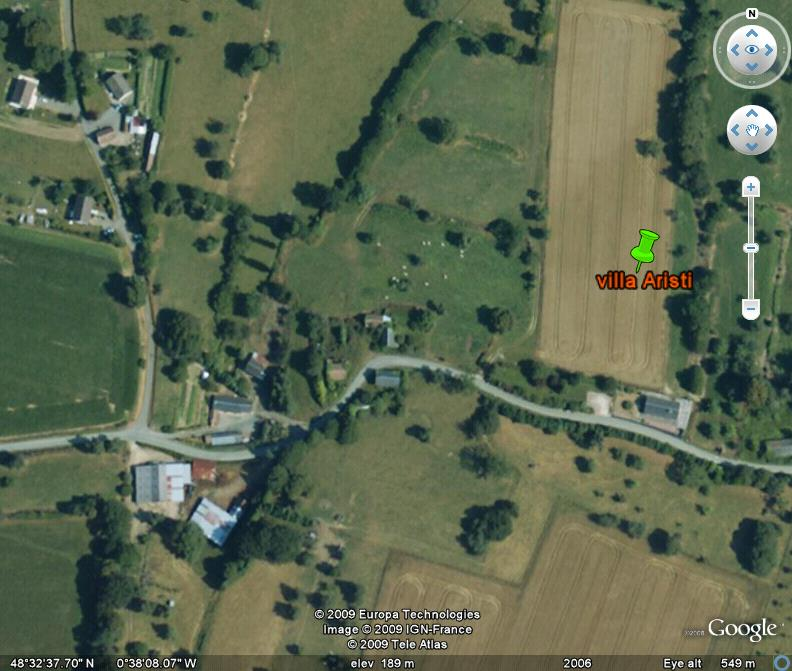 N
villa Aristi
© 2009 Europa Technologies
Image © 2009 IGN-France
© 2009 Tele Atlas
©2008 Google
48°32'37.70" N 0°38'08.07" W elev 189 m 2006 Eye alt 549 m